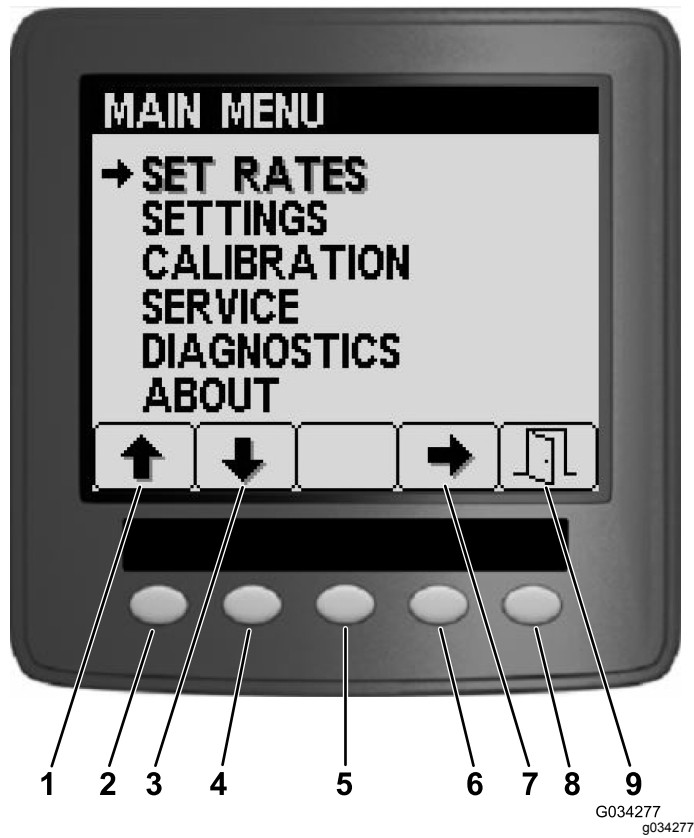 MAIN MENU
SET RATES
SETTINGS
CALIBRATION
SERVICE
DIAGNOSTICS
ABOUT
1 2 3 4 5 6 7 8 9
G034277
g034277